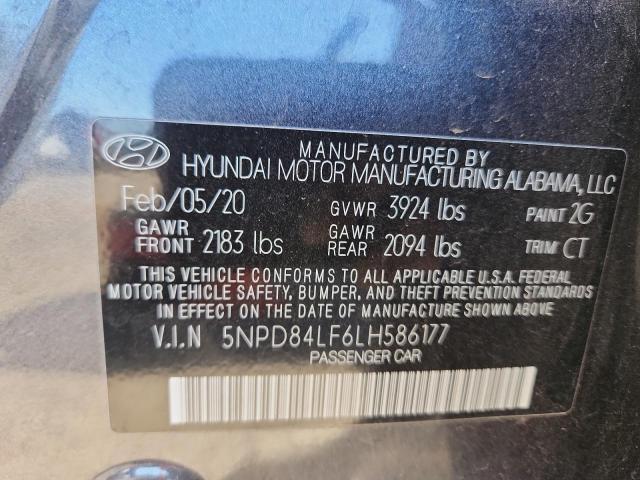 MANUFACTURED BY
HYUNDAI MOTOR MANUFACTURING ALABAMA, LLC
Feb/05/20 GVWR 3924 lbs PAINT 2G
GAWR FRONT 2183 lbs GAWR REAR 2094 lbs TRIM CT
THIS VEHICLE CONFORMS TO ALL APPLICABLE U.S.A. FEDERAL
MOTOR VEHICLE SAFETY, BUMPER, AND THEFT PREVENTION STANDARDS
IN EFFECT ON THE DATE OF MANUFACTURE SHOWN ABOVE.
V.I.N 5NPD84LF6LH586177
PASSENGER CAR